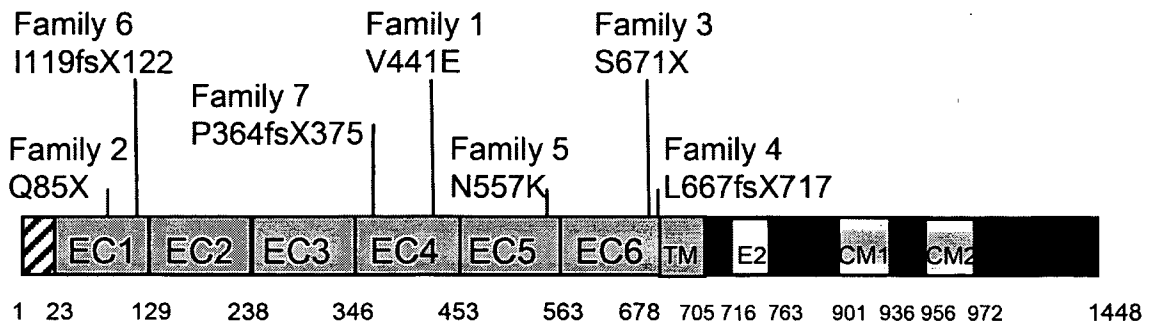 Family 6
I119fsX122
Family 1
V441E
Family 3
S671X
Family 7
P364fsX375
Family 2
Q85X
Family 5
N557K
Family 4
L667fsX717
EC1 EC2 EC3 EC4 EC5 EC6 TM E2 CM1 CM2
1 23 129 238 346 453 563 678 705 716 763 901 936 956 972 1448